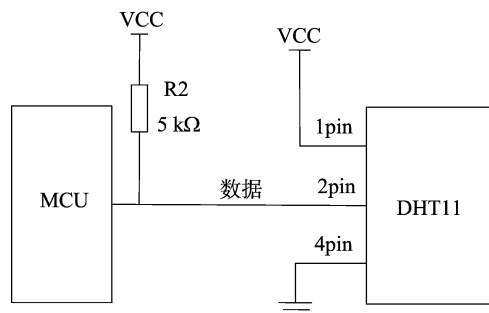 VCC
VCC
R2
5 kΩ
1pin
MCU
数据
2pin
DHT11
4pin